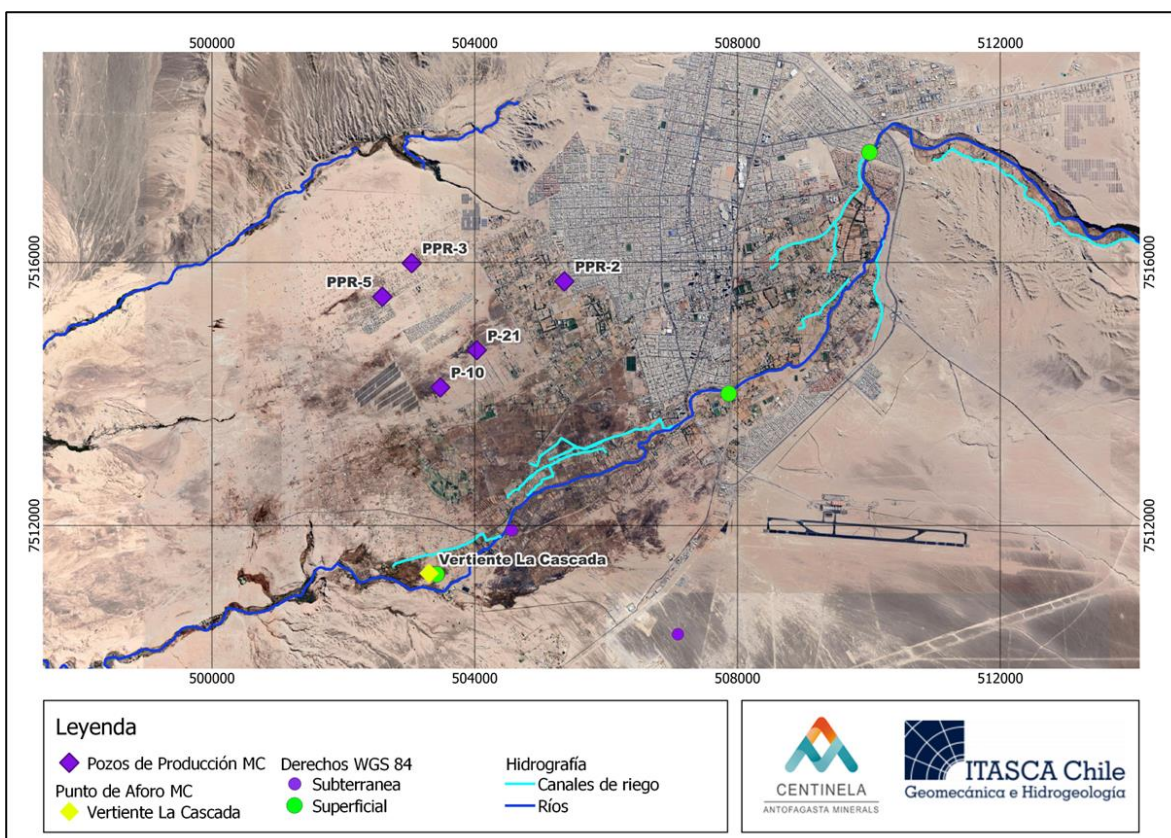 500000 504000 508000 512000
7516000 7516000
PPR-3
PPR-2
PPR-5
P-21
P-10
7512000 7512000
Vertiente La Cascada
500000 504000 508000 512000
Leyenda
Pozos de Producción MC
Punto de Aforo MC
Vertiente La Cascada
Derechos WGS 84
Subterranea
Superficial
Hidrografía
Canales de riego
Ríos
CENTINELA
ANTOFAGASTA MINERALS
ITASCA Chile
Geomecánica e Hidrogeología